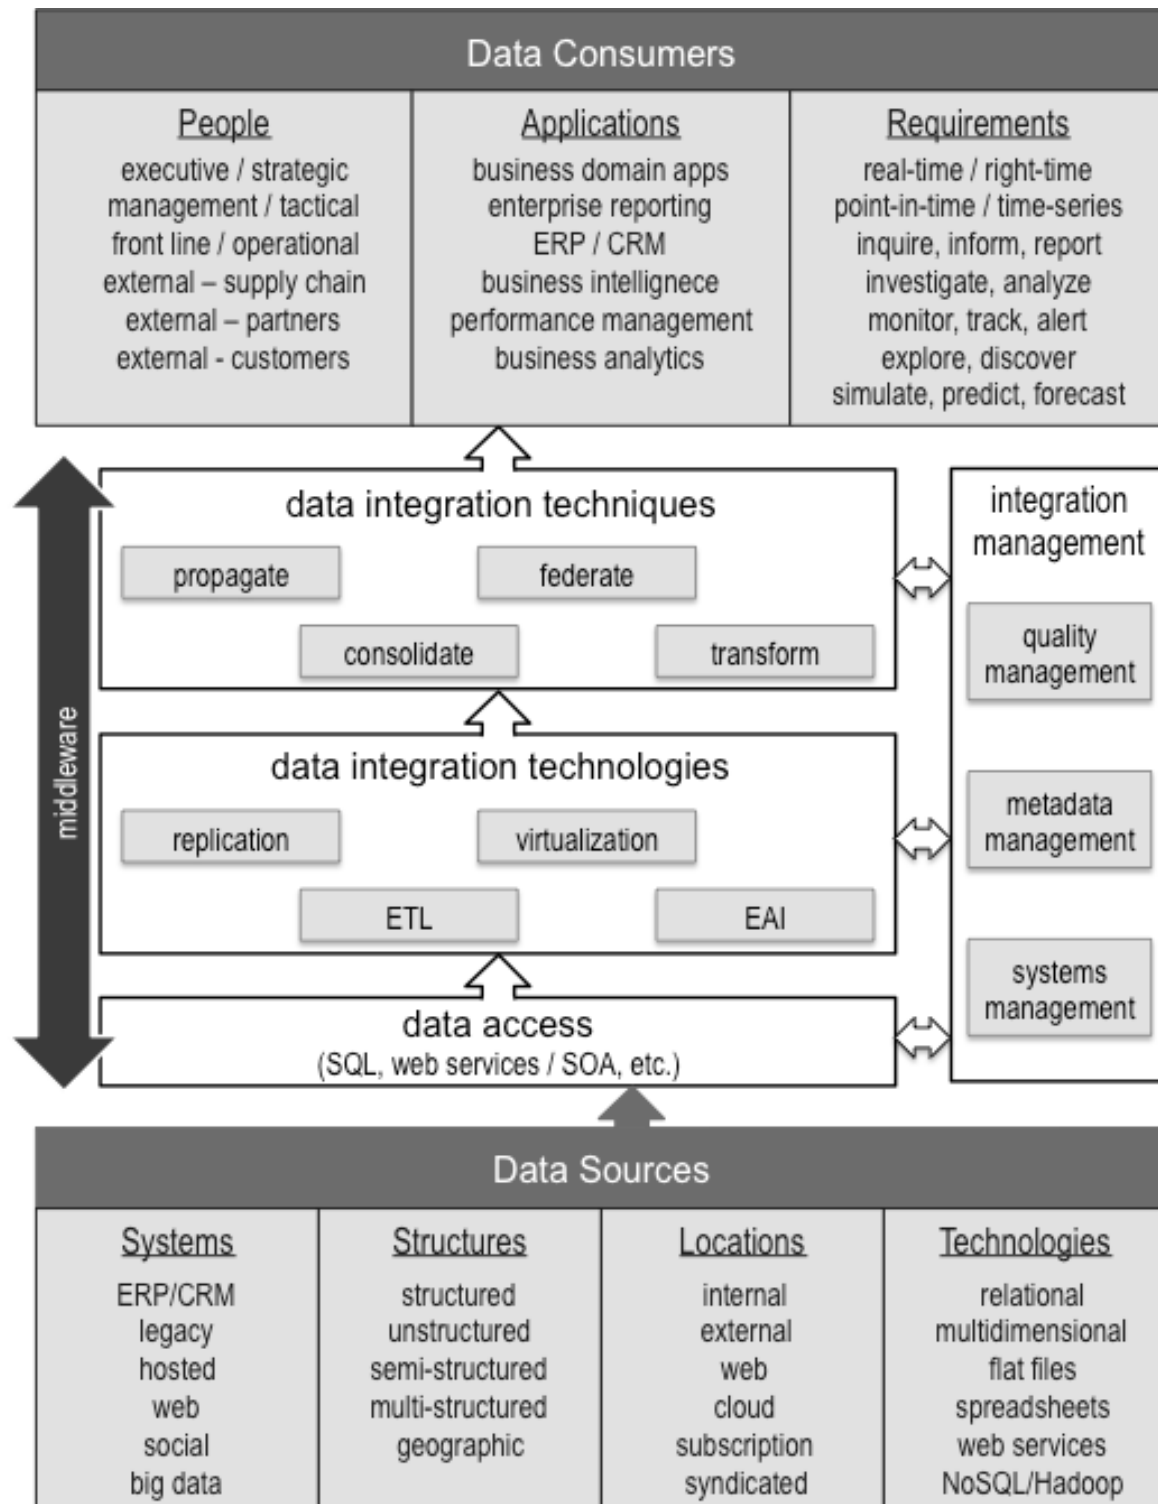 Data Consumers
People
executive / strategic
management / tactical
front line / operational
external – supply chain
external – partners
external - customers
Applications
business domain apps
enterprise reporting
ERP / CRM
business intellignece
performance management
business analytics
Requirements
real-time / right-time
point-in-time / time-series
inquire, inform, report
investigate, analyze
monitor, track, alert
explore, discover
simulate, predict, forecast
middleware
data integration techniques
propagate
federate
consolidate
transform
data integration technologies
replication
virtualization
ETL
EAI
data access
(SQL, web services / SOA, etc.)
integration
management
quality
management
metadata
management
systems
management
Data Sources
Systems
ERP/CRM
legacy
hosted
web
social
big data
Structures
structured
unstructured
semi-structured
multi-structured
geographic
Locations
internal
external
web
cloud
subscription
syndicated
Technologies
relational
multidimensional
flat files
spreadsheets
web services
NoSQL/Hadoop